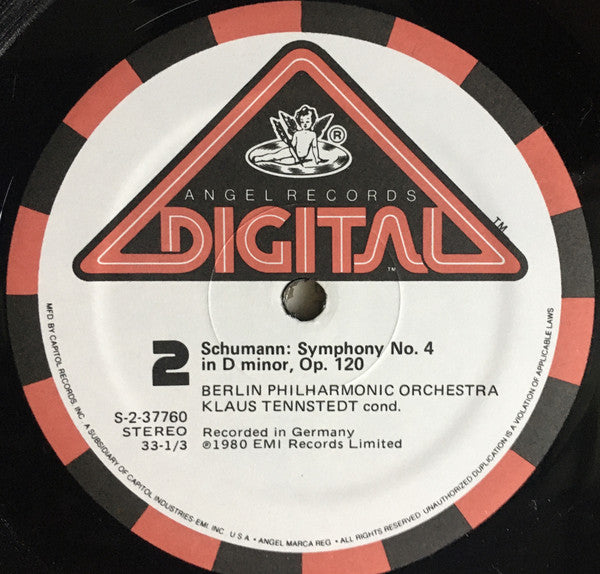 ®
ANGEL RECORDS
DIGITAL
TM
TM
2
Schumann: Symphony No. 4
in D minor, Op. 120
BERLIN PHILHARMONIC ORCHESTRA
KLAUS TENNSTEDT cond.
S-2-37760
STEREO
33-1/3
Recorded in Germany
℗1980 EMI Records Limited
MFD. BY CAPITOL RECORDS, INC. A SUBSIDIARY OF CAPITOL INDUSTRIES-EMI, INC. U S A • ANGEL MARCA REG. • ALL RIGHTS RESERVED. UNAUTHORIZED DUPLICATION IS A VIOLATION OF APPLICABLE LAWS